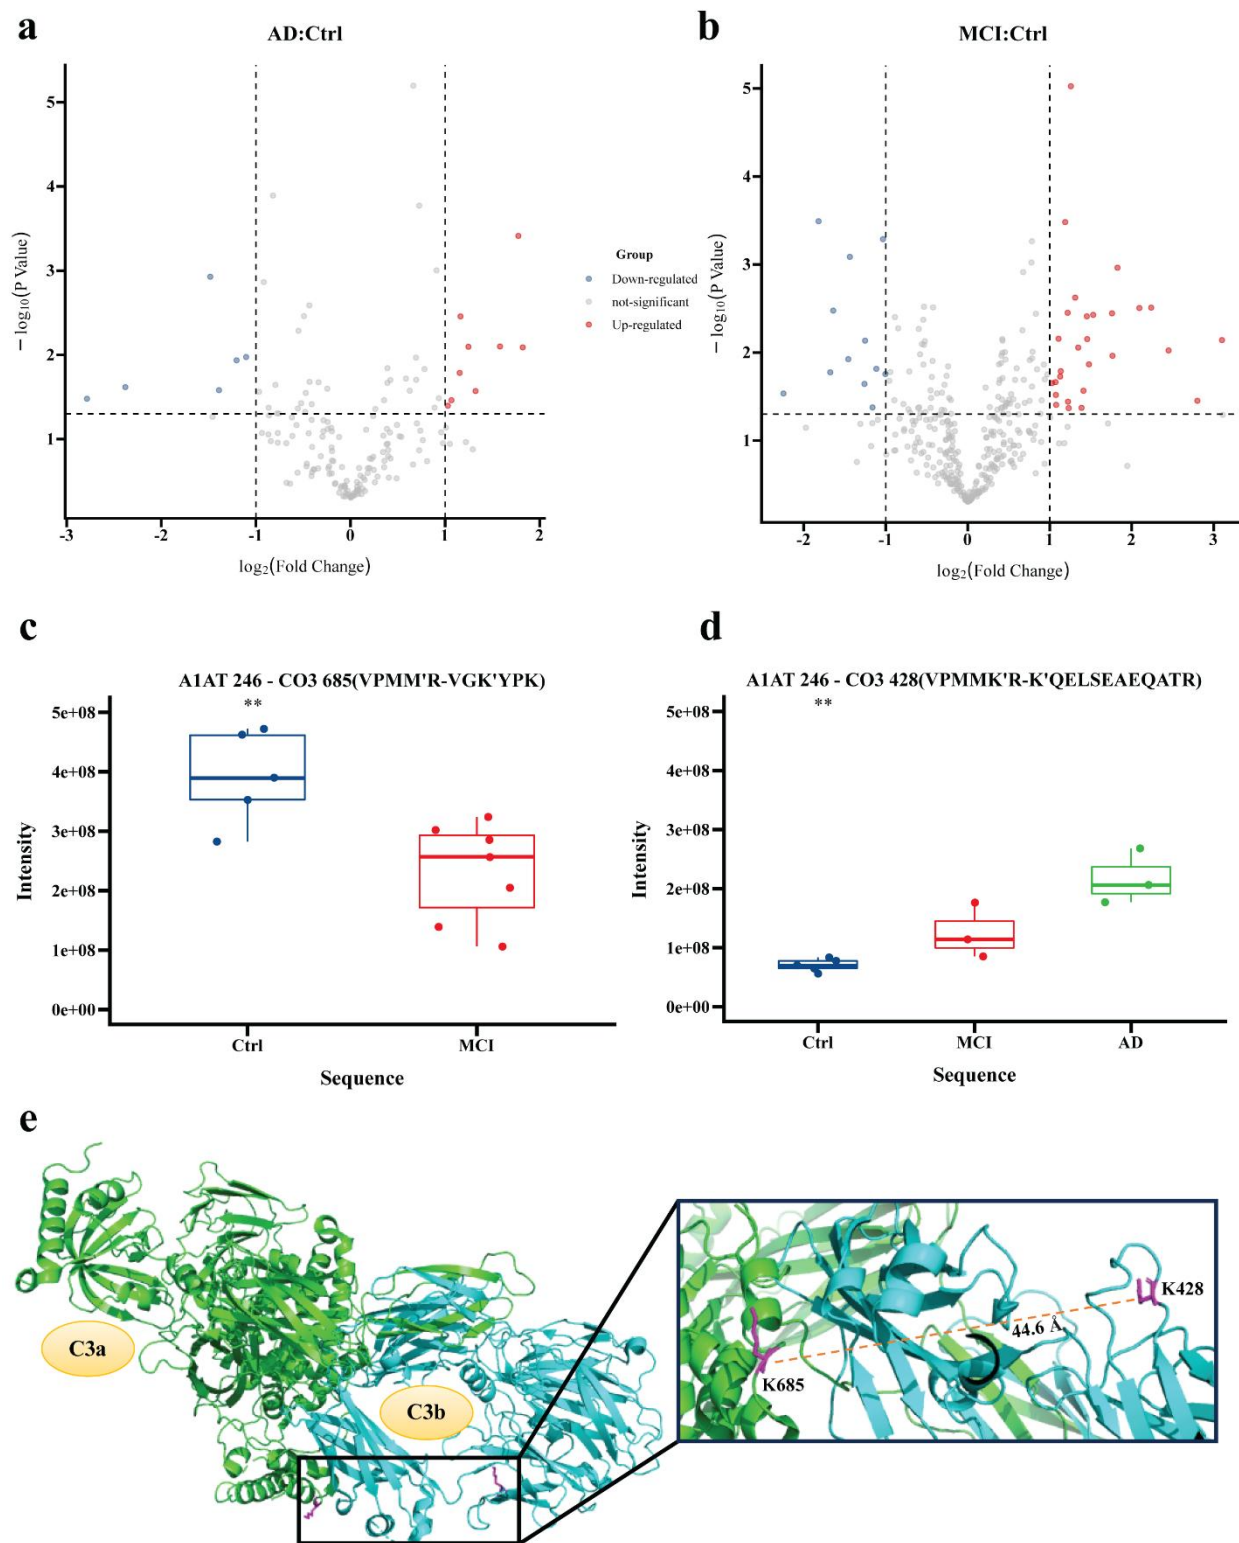 a
AD:Ctrl
5
4
3
2
1
− log10(P Value)
-3
-2
-1
0
1
2
log2(Fold Change)
Group
Down-regulated
not-significant
Up-regulated
b
MCI:Ctrl
5
4
3
2
1
− log10(P Value)
-2
-1
0
1
2
3
log2(Fold Change)
c
A1AT 246 - CO3 685(VPMM'R-VGK'YPK)
**
5e+08
4e+08
3e+08
2e+08
1e+08
0e+00
Intensity
Ctrl
MCI
Sequence
d
A1AT 246 - CO3 428(VPMMK'R-K'QELSEAEQATR)
**
5e+08
4e+08
3e+08
2e+08
1e+08
0e+00
Intensity
Ctrl
MCI
AD
Sequence
e
C3a
C3b
K428
44.6 Å
K685